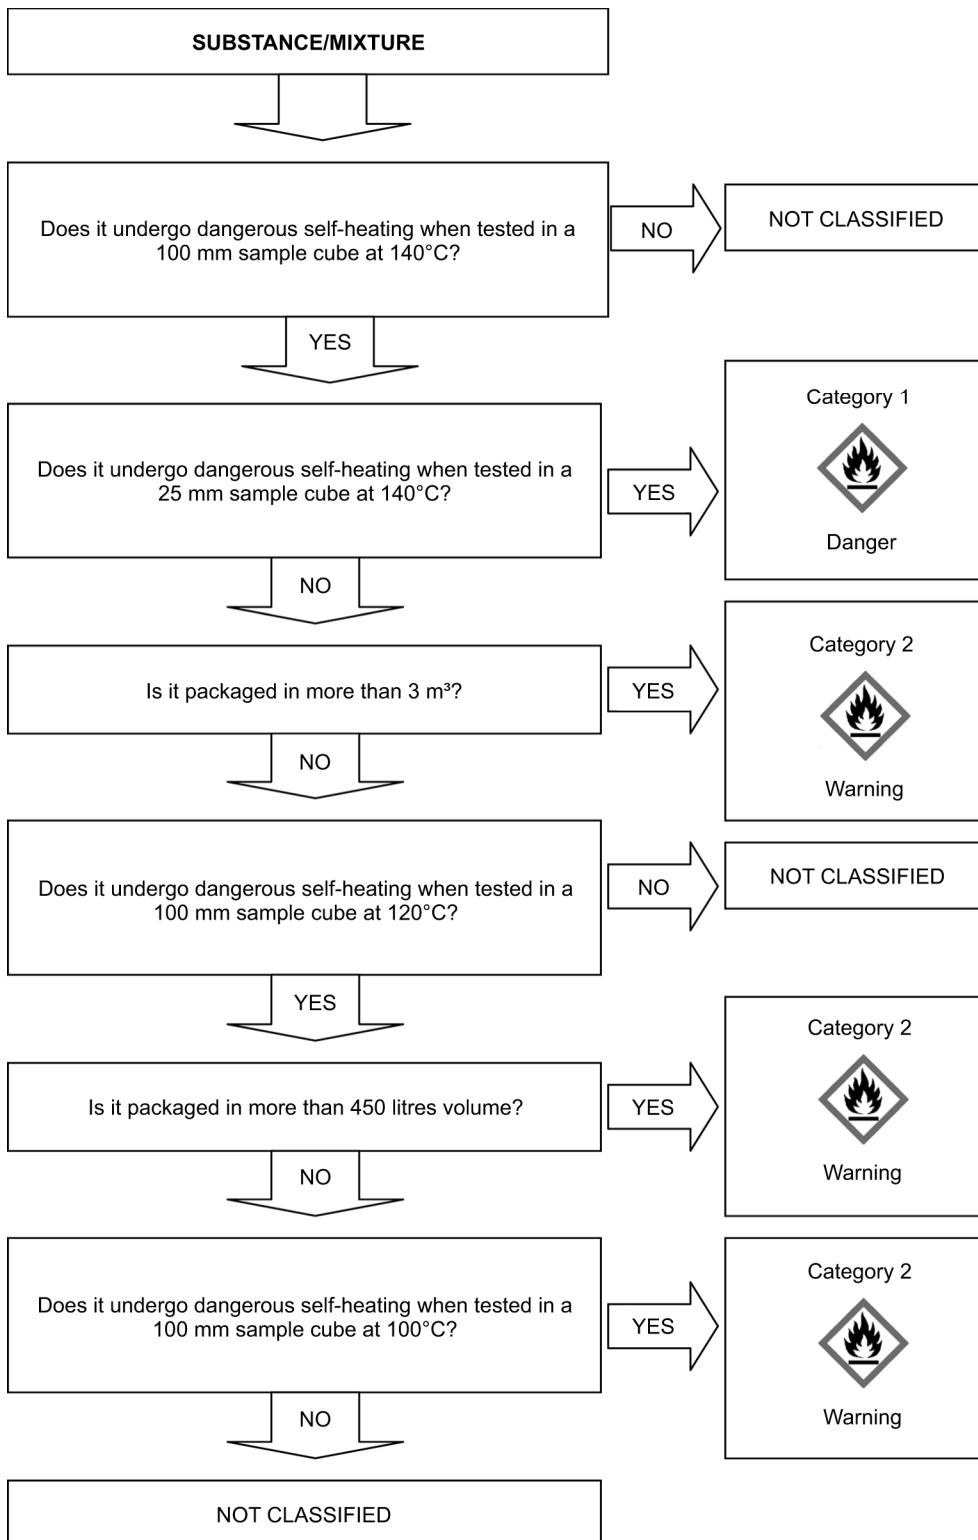 SUBSTANCE/MIXTURE
Does it undergo dangerous self-heating when tested in a
100 mm sample cube at 140°C?
NO
NOT CLASSIFIED
YES
Does it undergo dangerous self-heating when tested in a
25 mm sample cube at 140°C?
YES
Category 1
Danger
NO
Is it packaged in more than 3 m³?
YES
Category 2
Warning
NO
Does it undergo dangerous self-heating when tested in a
100 mm sample cube at 120°C?
NO
NOT CLASSIFIED
YES
Is it packaged in more than 450 litres volume?
YES
Category 2
Warning
NO
Does it undergo dangerous self-heating when tested in a
100 mm sample cube at 100°C?
YES
Category 2
Warning
NO
NOT CLASSIFIED